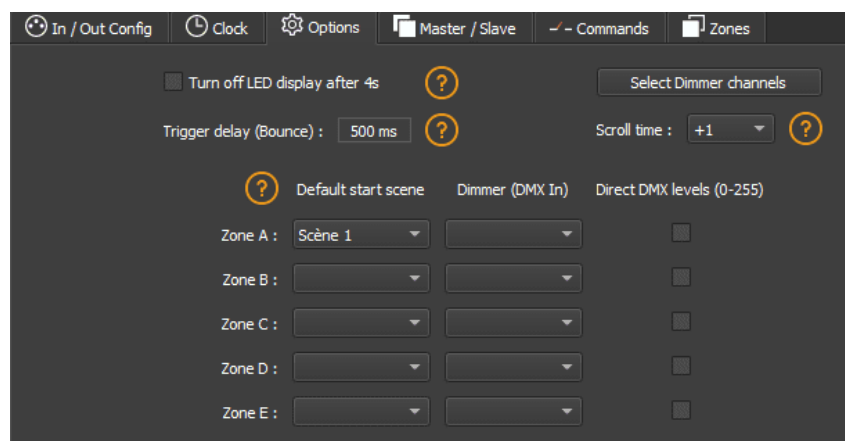 In / Out Config Clock Options Master / Slave Commands Zones
Turn off LED display after 4s ? Select Dimmer channels
Trigger delay (Bounce) : 500 ms ? Scroll time : +1 ?
? Default start scene Dimmer (DMX In) Direct DMX levels (0-255)
Zone A : Scène 1
Zone B :
Zone C :
Zone D :
Zone E :